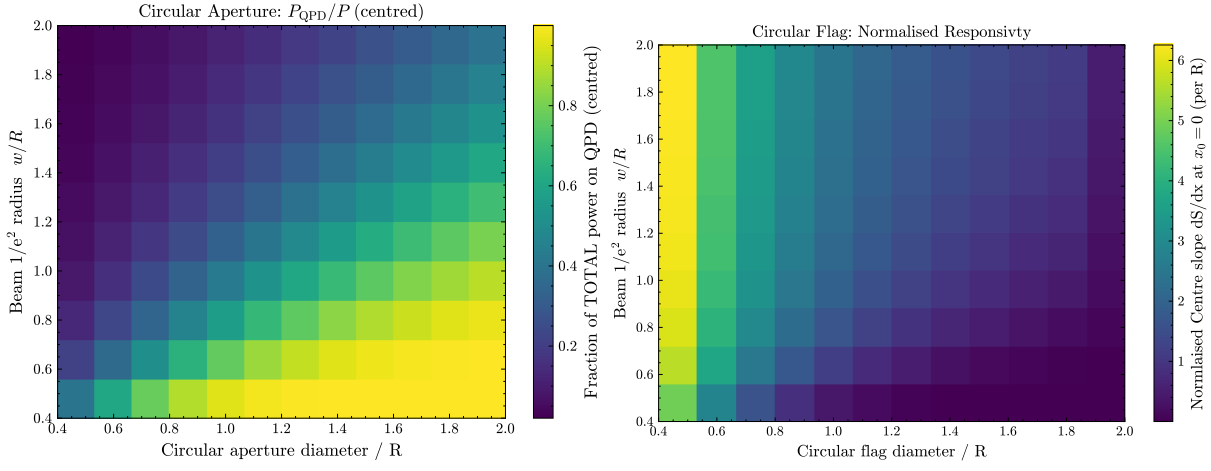 Circular Aperture: P_QPD/P (centred)
2.0
1.8
1.6
1.4
1.2
1.0
0.8
0.6
0.4
Beam 1/e² radius w/R
0.4 0.6 0.8 1.0 1.2 1.4 1.6 1.8 2.0
Circular aperture diameter / R
0.8
0.6
0.4
0.2
Fraction of TOTAL power on QPD (centred)
Circular Flag: Normalised Responsivty
2.0
1.8
1.6
1.4
1.2
1.0
0.8
0.6
0.4
Beam 1/e² radius w/R
0.4 0.6 0.8 1.0 1.2 1.4 1.6 1.8 2.0
Circular flag diameter / R
6
5
4
3
2
1
Normlaised Centre slope dS/dx at x₀ = 0 (per R)